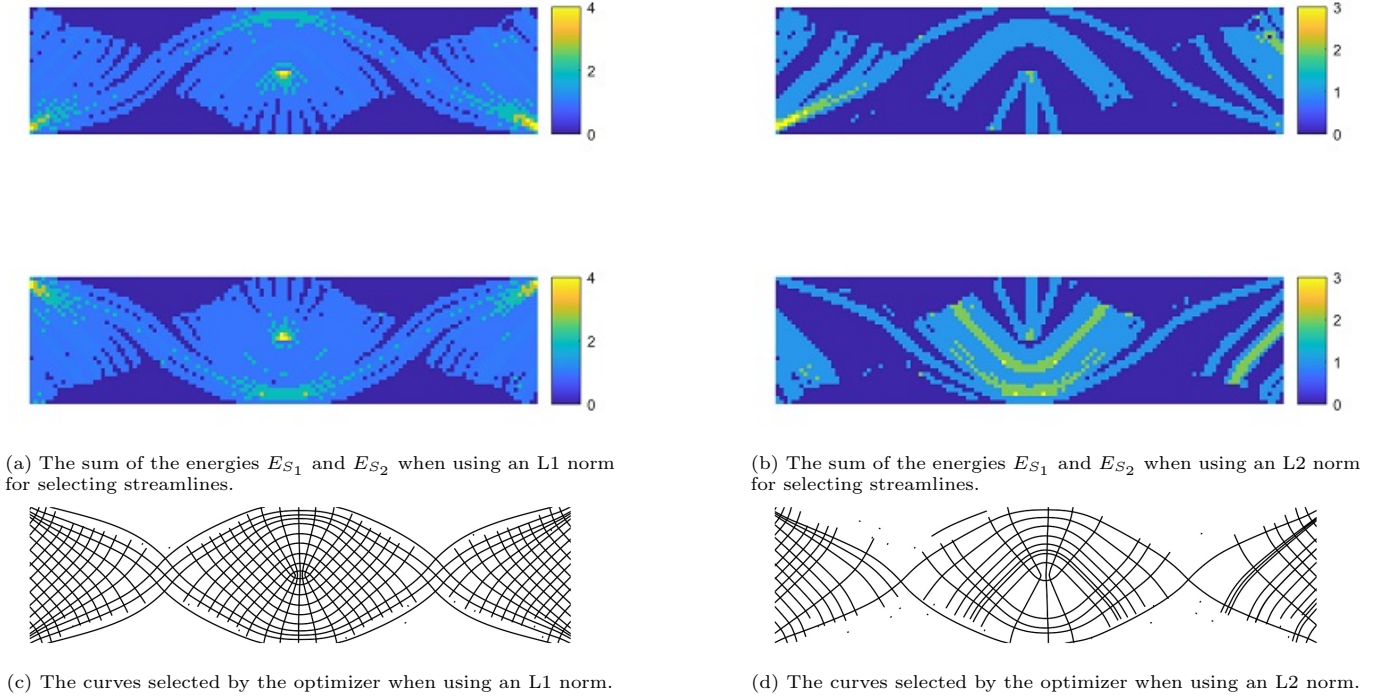 4
2
0
3
2
1
0
4
2
0
3
2
1
0
(a) The sum of the energies E_{S_1} and E_{S_2} when using an L1 norm
for selecting streamlines.
(b) The sum of the energies E_{S_1} and E_{S_2} when using an L2 norm
for selecting streamlines.
(c) The curves selected by the optimizer when using an L1 norm.
(d) The curves selected by the optimizer when using an L2 norm.